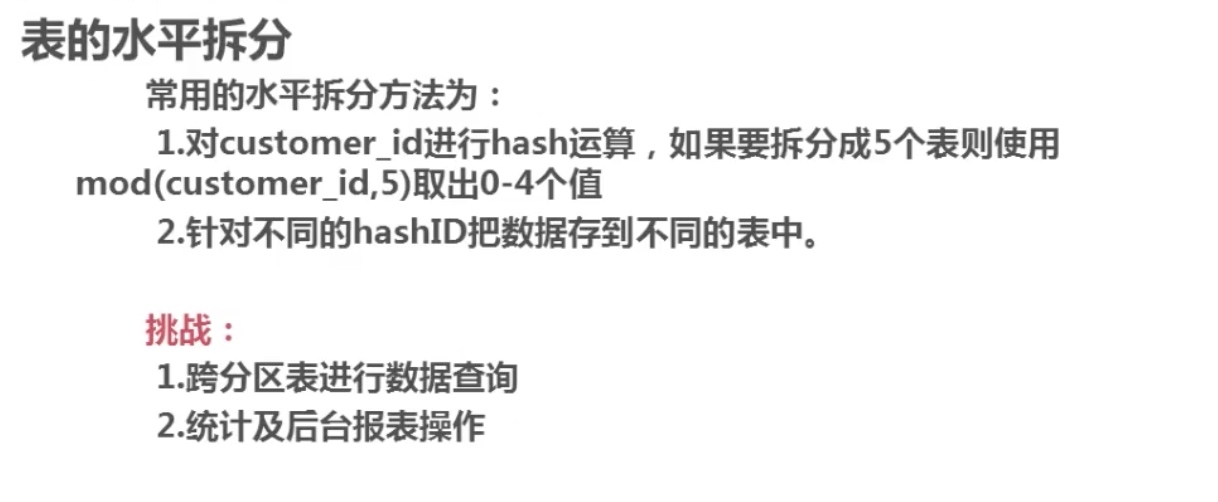 表的水平拆分
常用的水平拆分方法为：
1.对customer_id进行hash运算，如果要拆分成5个表则使用
mod(customer_id,5)取出0-4个值
2.针对不同的hashID把数据存到不同的表中。
挑战：
1.跨分区表进行数据查询
2.统计及后台报表操作